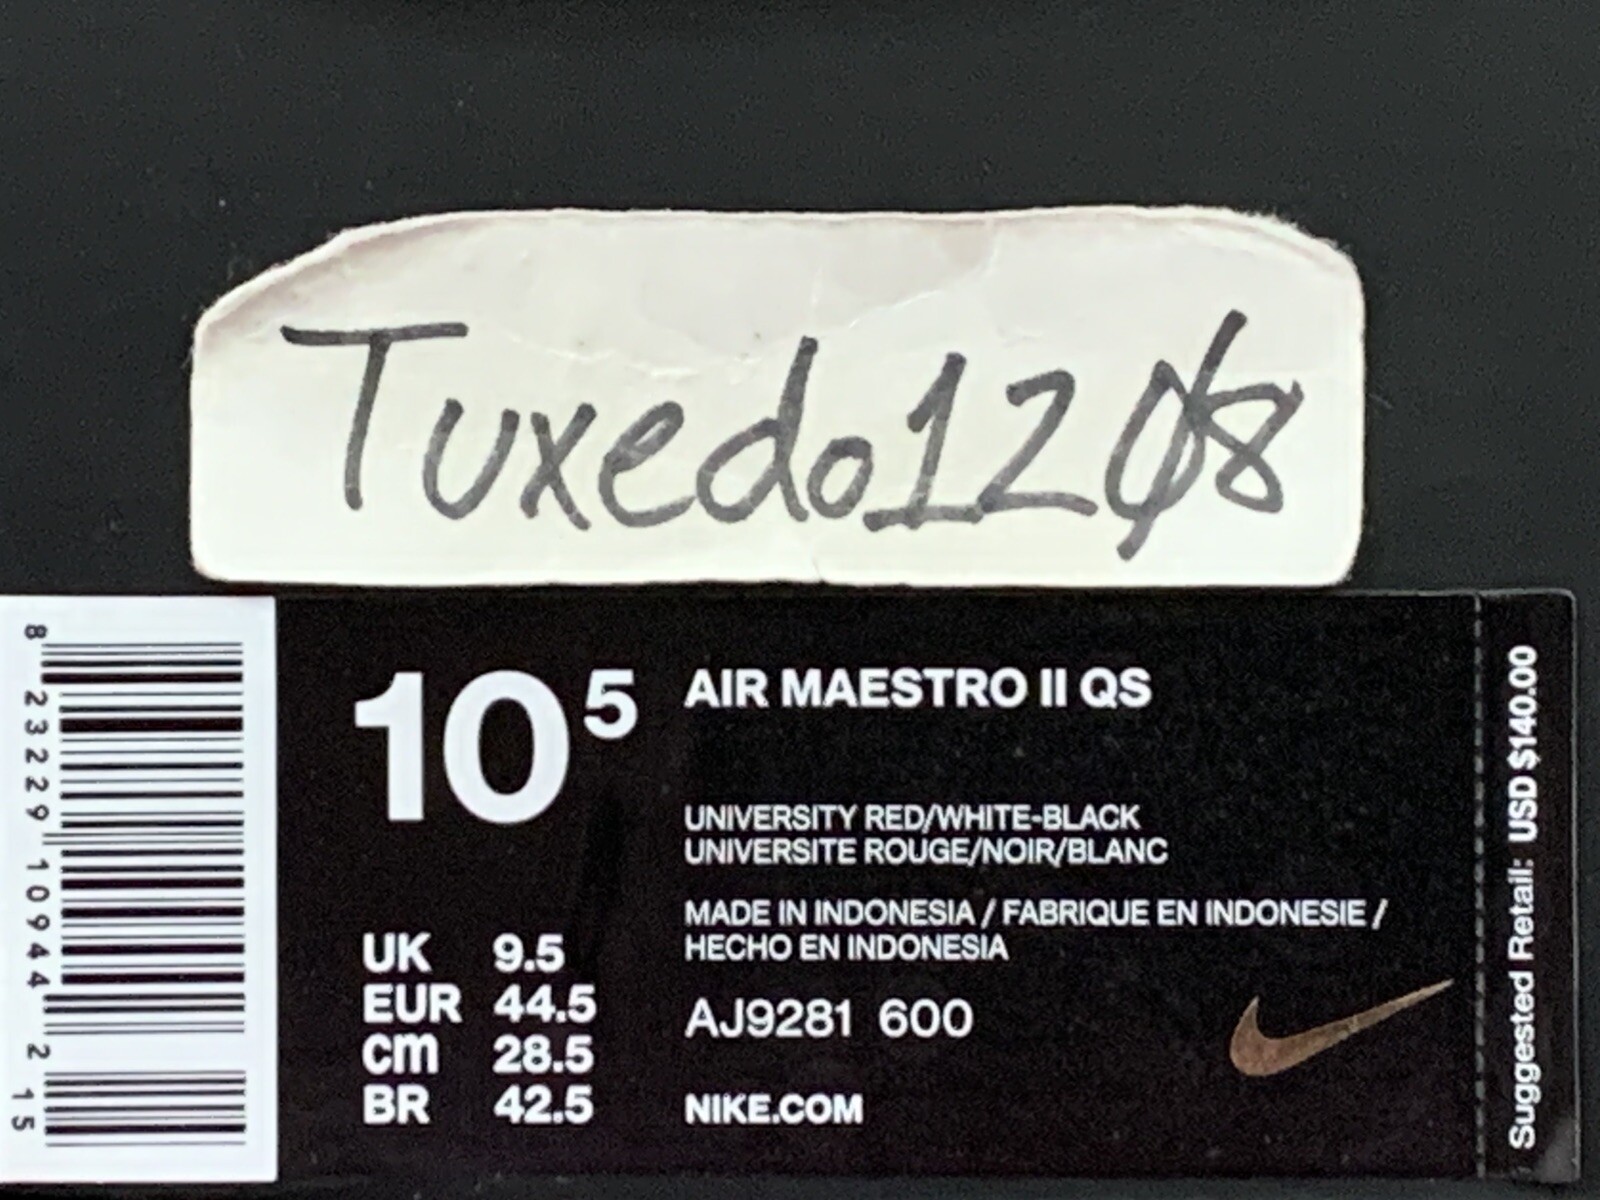 Tuxedo1208
8 23229 10944 2 15
10 5
AIR MAESTRO II QS
UNIVERSITY RED/WHITE-BLACK
UNIVERSITE ROUGE/NOIR/BLANC
MADE IN INDONESIA / FABRIQUE EN INDONESIE /
HECHO EN INDONESIA
UK 9.5
EUR 44.5
cm 28.5
BR 42.5
AJ9281 600
NIKE.COM
Suggested Retail: USD $140.00